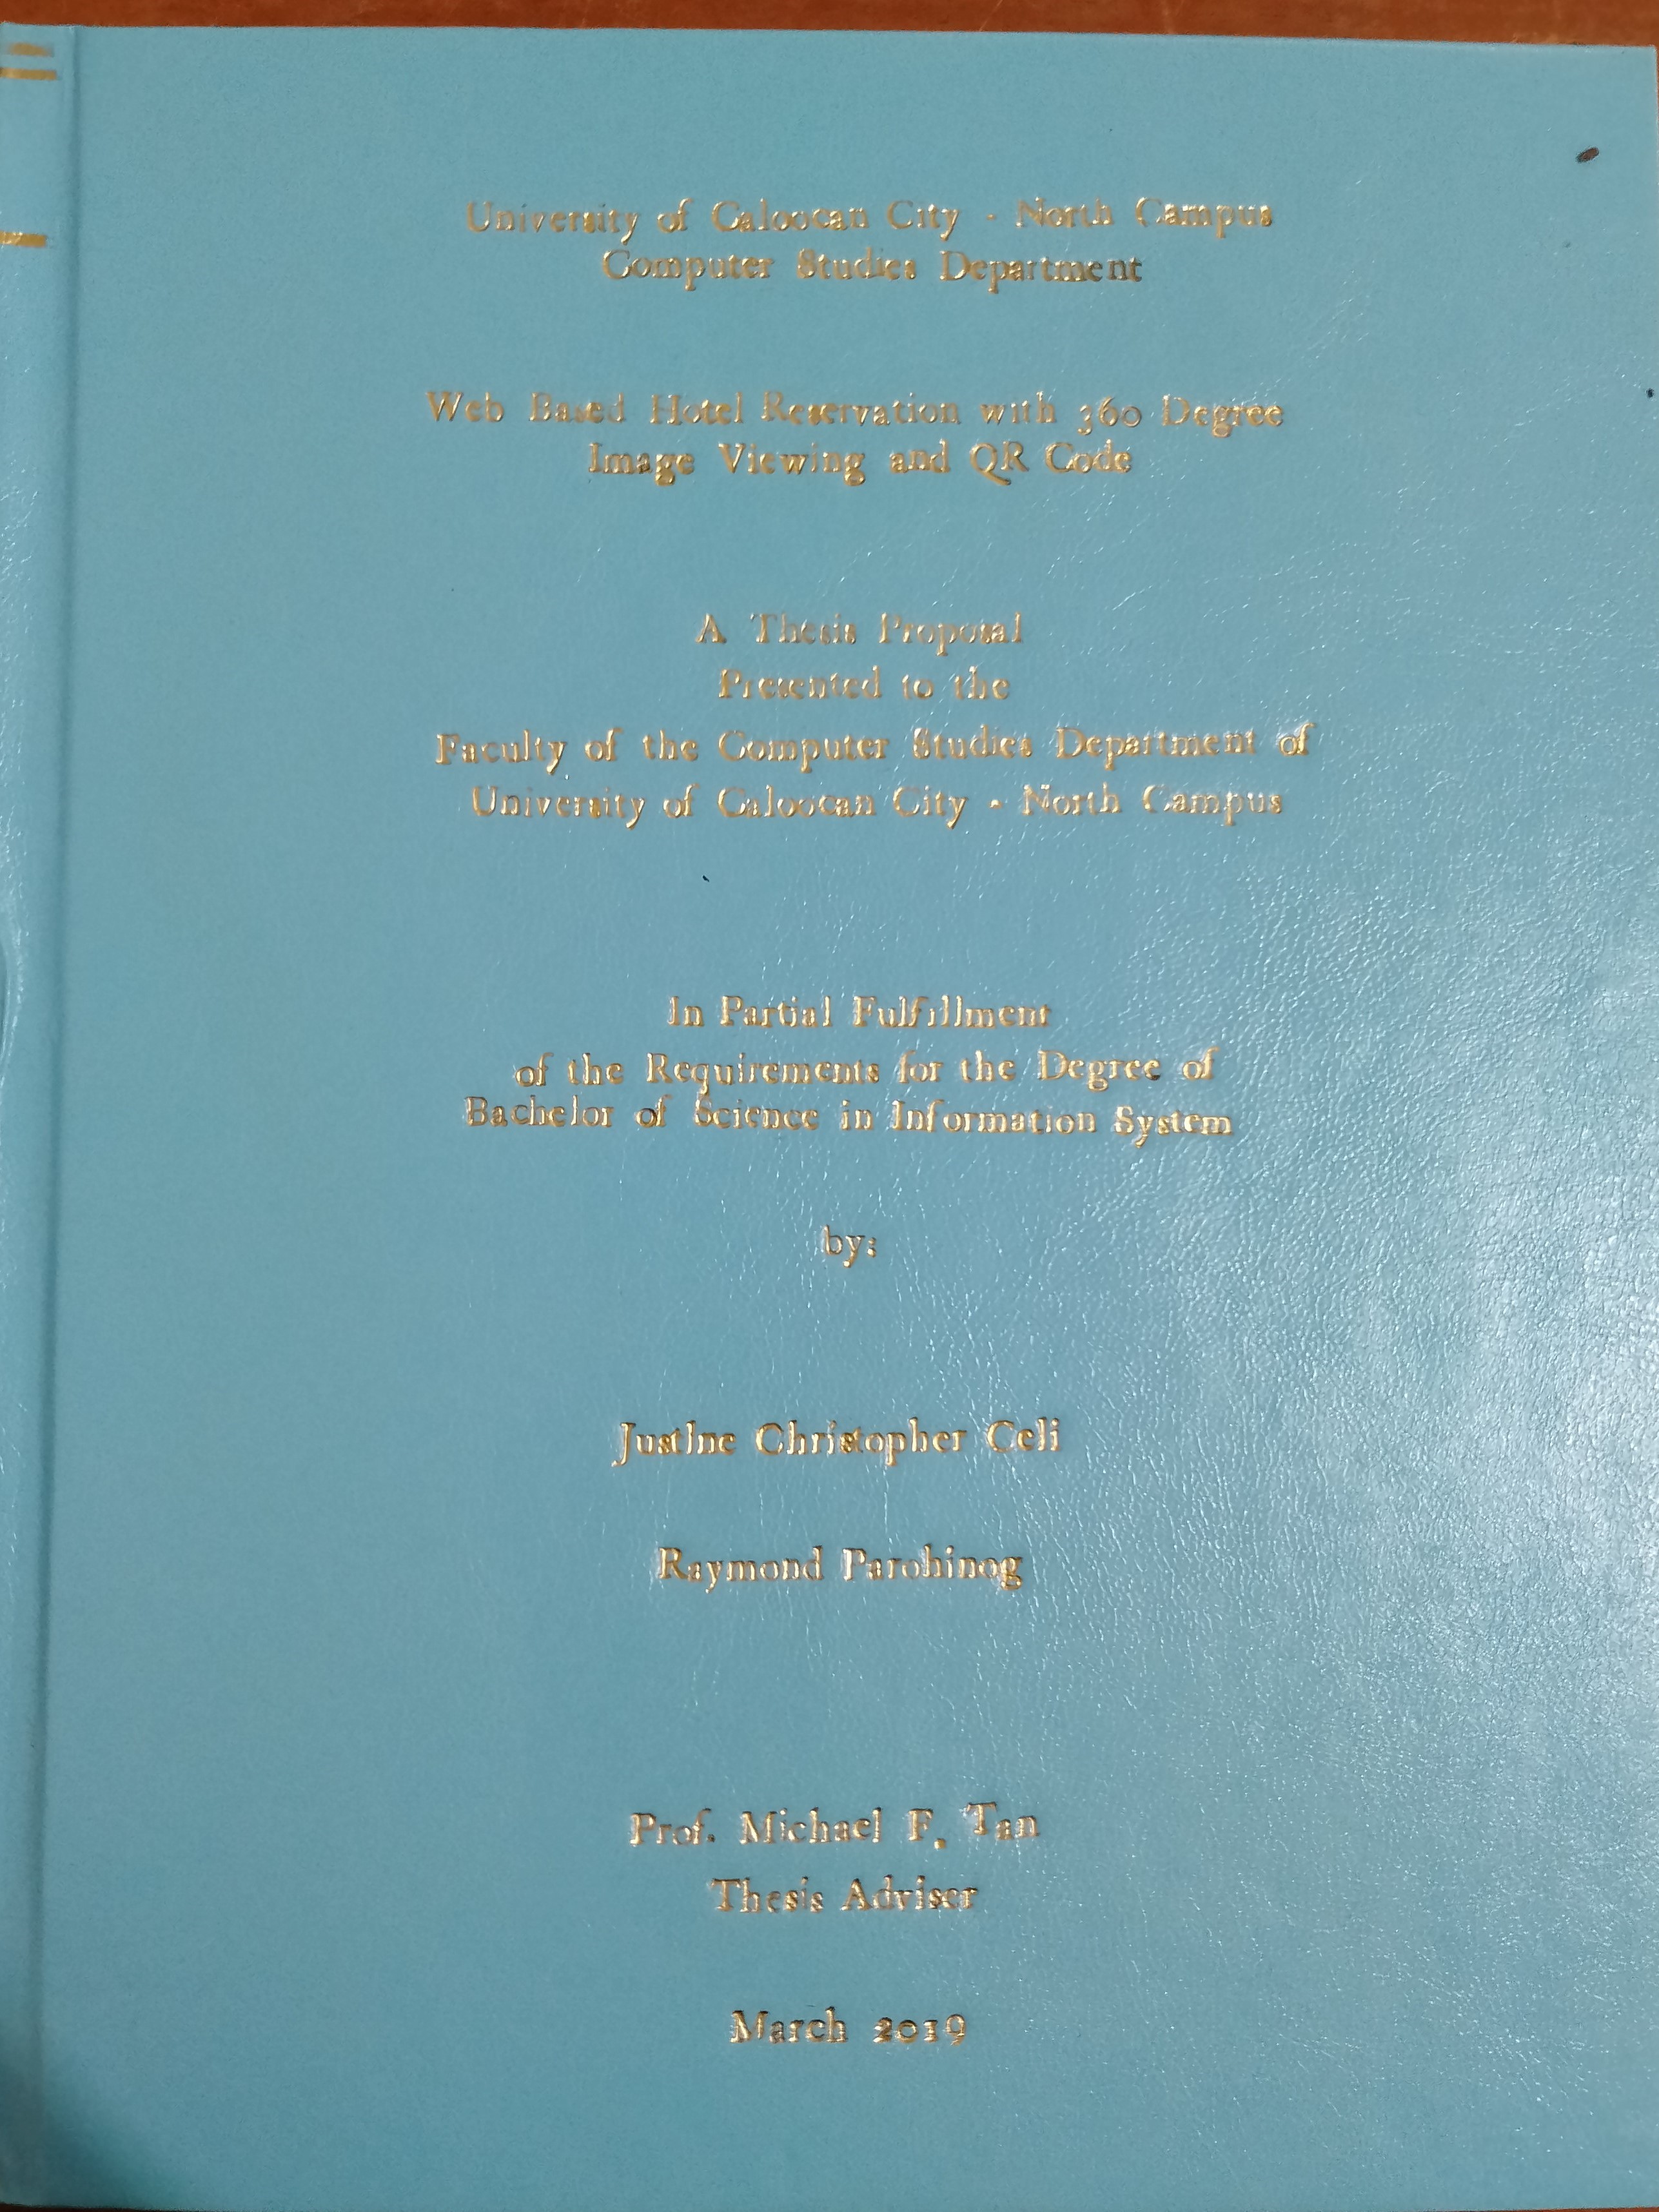 University of Caloocan City - North Campus
Computer Studies Department
Web Based Hotel Reservation with 360 Degree
Image Viewing and QR Code
A Thesis Proposal
Presented to the
Faculty of the Computer Studies Department of
University of Caloocan City - North Campus
In Partial Fulfillment
of the Requirements for the Degree of
Bachelor of Science in Information System
by:
Justine Christopher Celi
Raymond Parohinog
Prof. Michael F. Tan
Thesis Adviser
March 2019